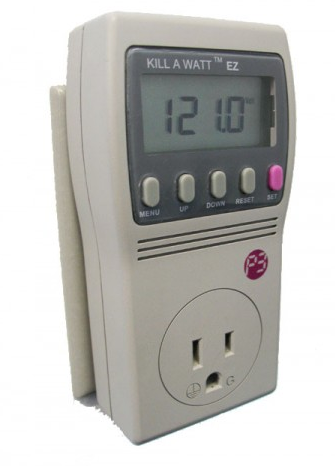 KILL A WATT™ EZ
121.0
MENU UP DOWN RESET SET
P3
G